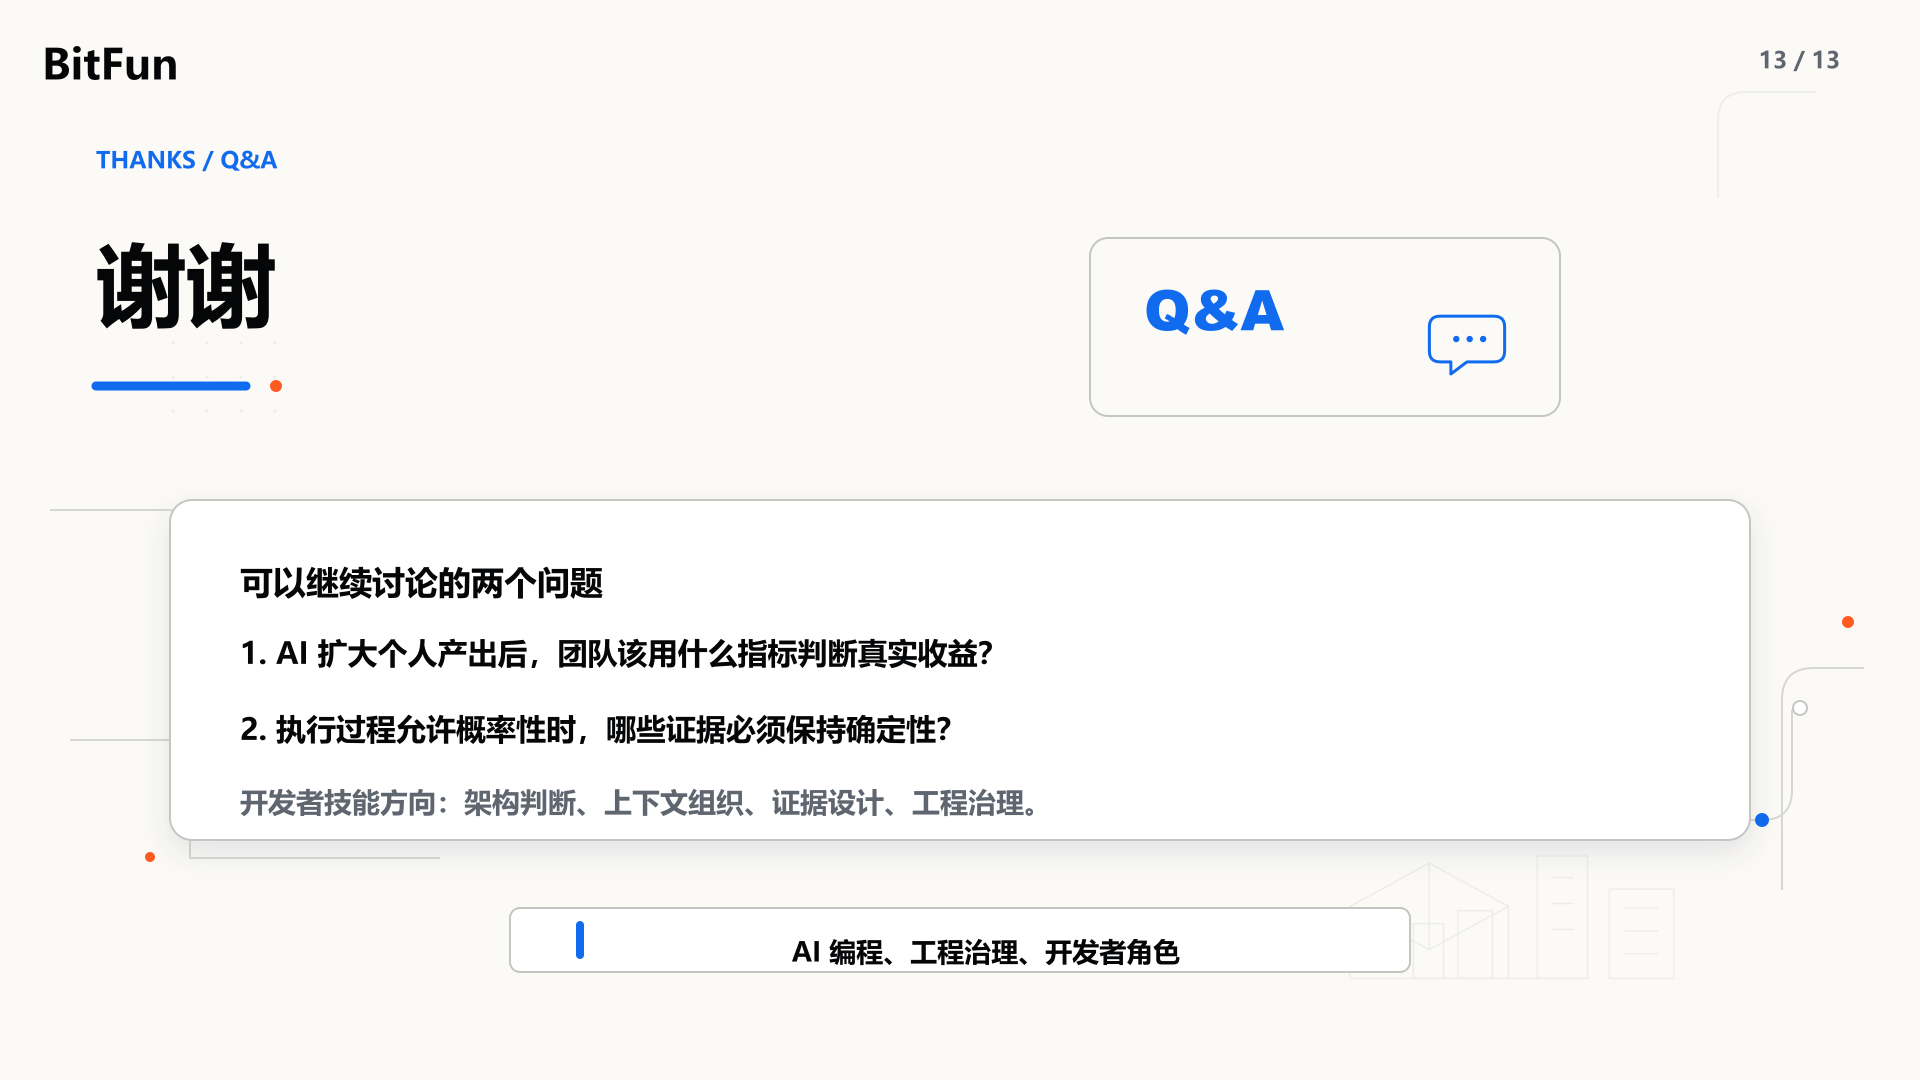 BitFun
13 / 13
THANKS / Q&A
谢谢
Q&A
可以继续讨论的两个问题
1. AI 扩大个人产出后，团队该用什么指标判断真实收益？
2. 执行过程允许概率性时，哪些证据必须保持确定性？
开发者技能方向：架构判断、上下文组织、证据设计、工程治理。
AI 编程、工程治理、开发者角色